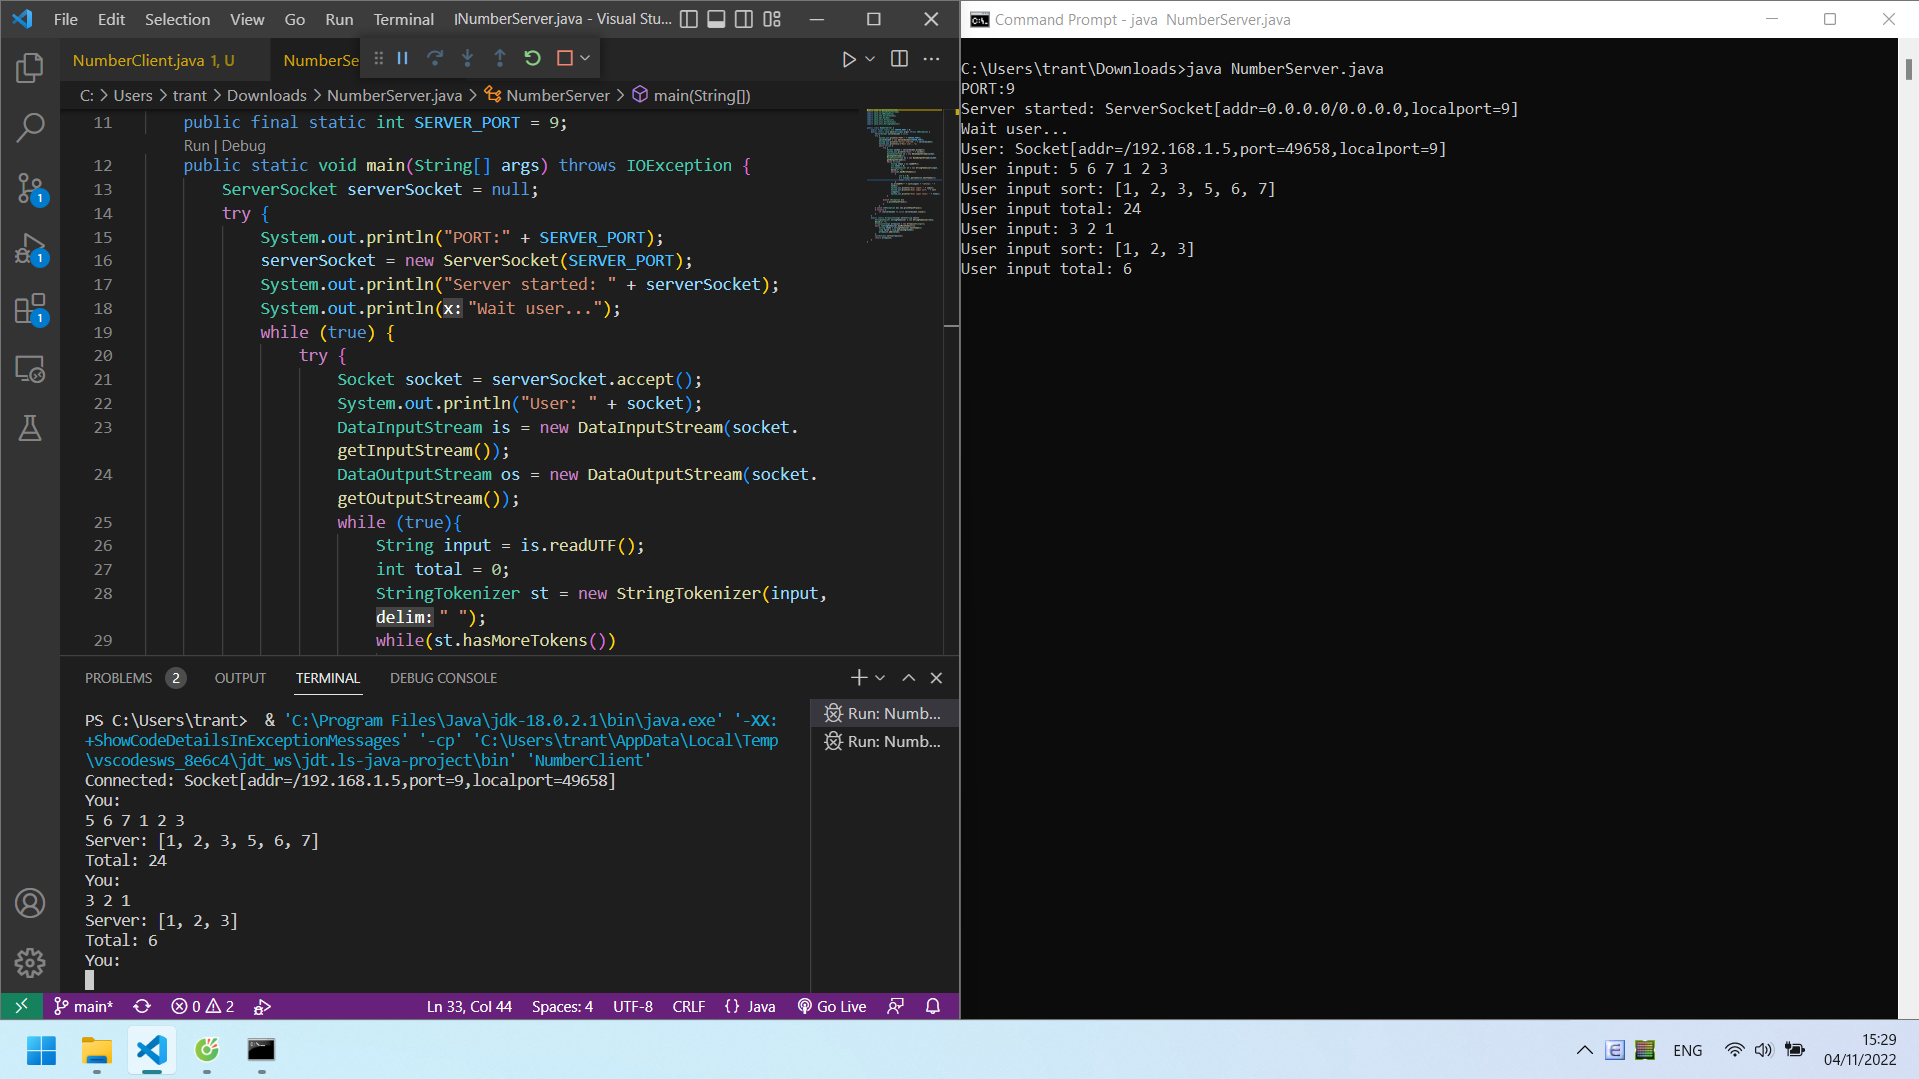 File Edit Selection View Go Run Terminal NumberServer.java - Visual Stu...
NumberClient.java 1, U NumberSe
C: > Users > trant > Downloads > NumberServer.java > NumberServer > main(String[])
11 public final static int SERVER_PORT = 9;
Run | Debug
12 public static void main(String[] args) throws IOException {
13 ServerSocket serverSocket = null;
14 try {
15 System.out.println("PORT:" + SERVER_PORT);
16 serverSocket = new ServerSocket(SERVER_PORT);
17 System.out.println("Server started: " + serverSocket);
18 System.out.println(x: "Wait user...");
19 while (true) {
20 try {
21 Socket socket = serverSocket.accept();
22 System.out.println("User: " + socket);
23 DataInputStream is = new DataInputStream(socket.
getInputStream());
24 DataOutputStream os = new DataOutputStream(socket.
getOutputStream());
25 while (true){
26 String input = is.readUTF();
27 int total = 0;
28 StringTokenizer st = new StringTokenizer(input,
delim: " ");
29 while(st.hasMoreTokens())
PROBLEMS 2 OUTPUT TERMINAL DEBUG CONSOLE
PS C:\Users\trant> & 'C:\Program Files\Java\jdk-18.0.2.1\bin\java.exe' '-XX:
+ShowCodeDetailsInExceptionMessages' '-cp' 'C:\Users\trant\AppData\Local\Temp
\vscodesws_8e6c4\jdt_ws\jdt.ls-java-project\bin' 'NumberClient'
Connected: Socket[addr=/192.168.1.5,port=9,localport=49658]
You:
5 6 7 1 2 3
Server: [1, 2, 3, 5, 6, 7]
Total: 24
You:
3 2 1
Server: [1, 2, 3]
Total: 6
You:
Run: Numb...
Run: Numb...
1
1
1
main* 0 2 Ln 33, Col 44 Spaces: 4 UTF-8 CRLF {} Java Go Live
Command Prompt - java NumberServer.java
C:\Users\trant\Downloads>java NumberServer.java
PORT:9
Server started: ServerSocket[addr=0.0.0.0/0.0.0.0,localport=9]
Wait user...
User: Socket[addr=/192.168.1.5,port=49658,localport=9]
User input: 5 6 7 1 2 3
User input sort: [1, 2, 3, 5, 6, 7]
User input total: 24
User input: 3 2 1
User input sort: [1, 2, 3]
User input total: 6
ENG
15:29
04/11/2022